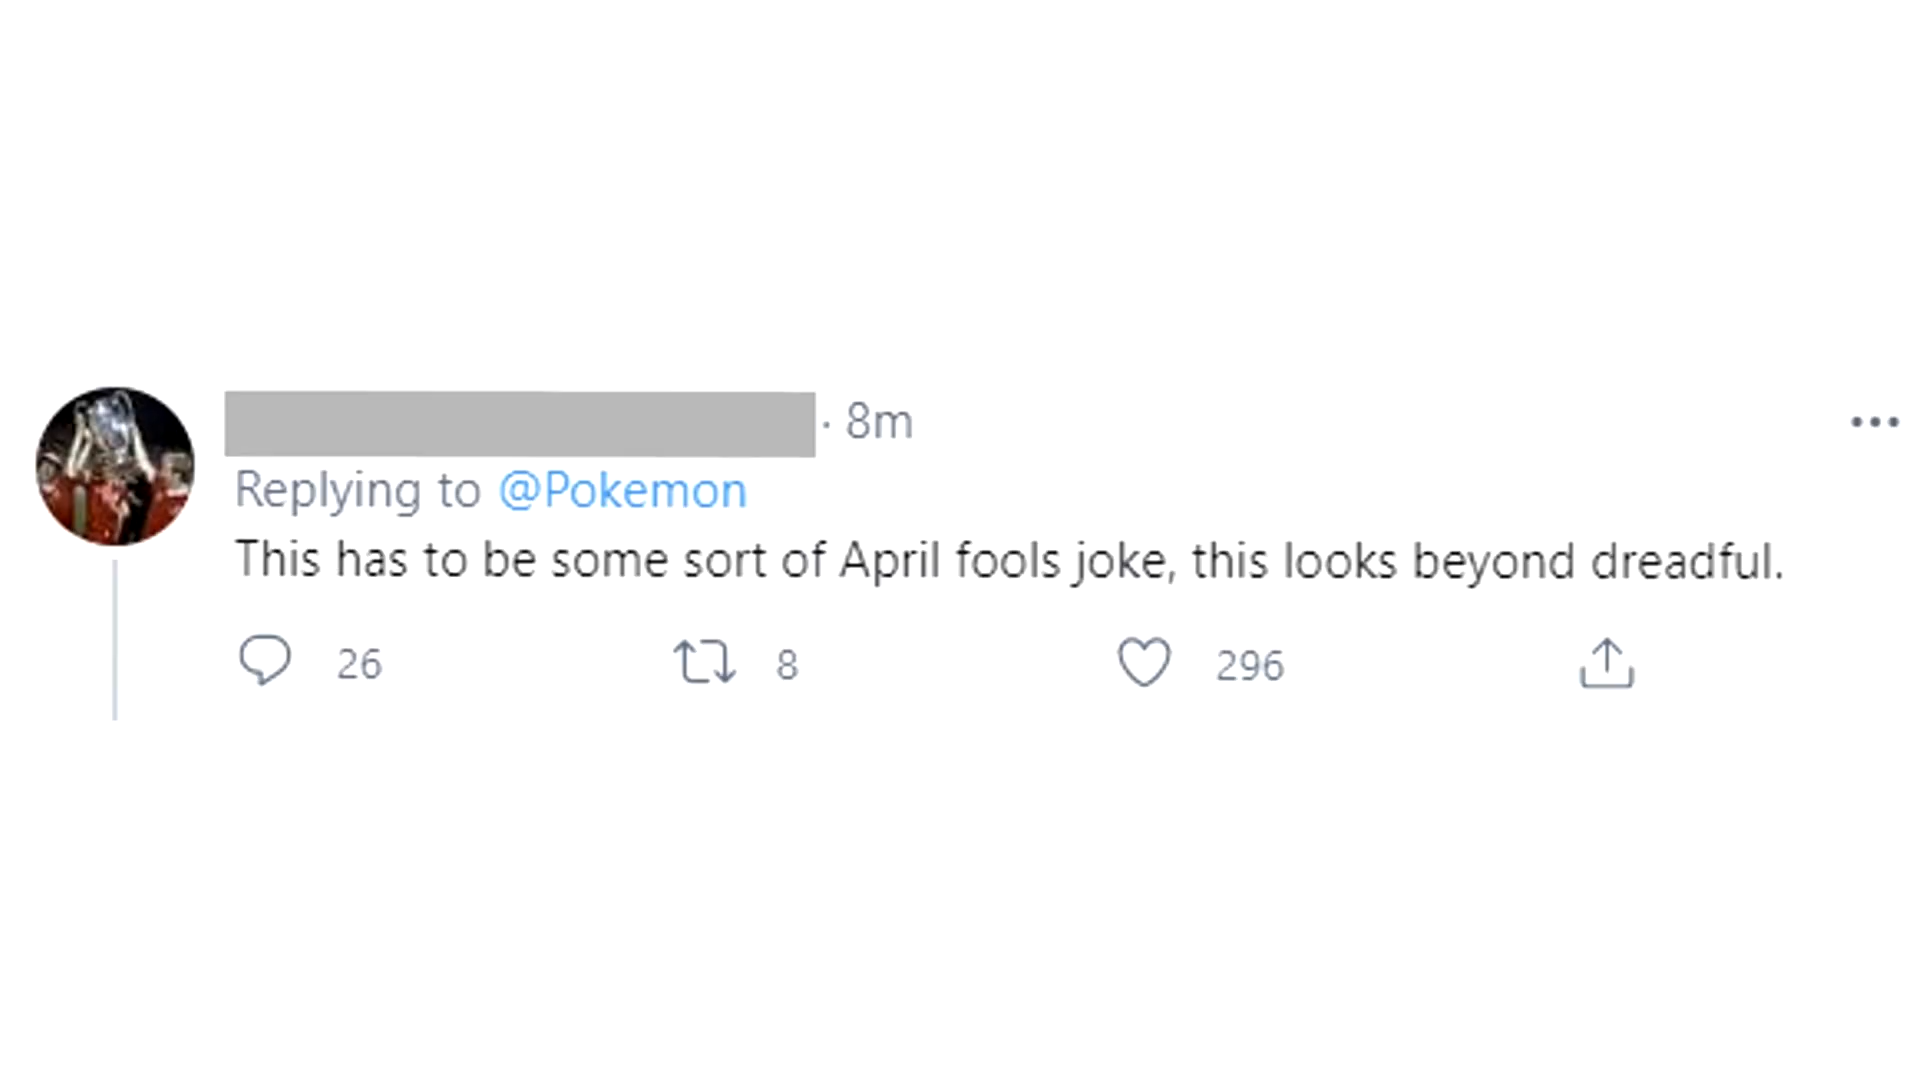 · 8m
Replying to @Pokemon
This has to be some sort of April fools joke, this looks beyond dreadful.
26 8 296